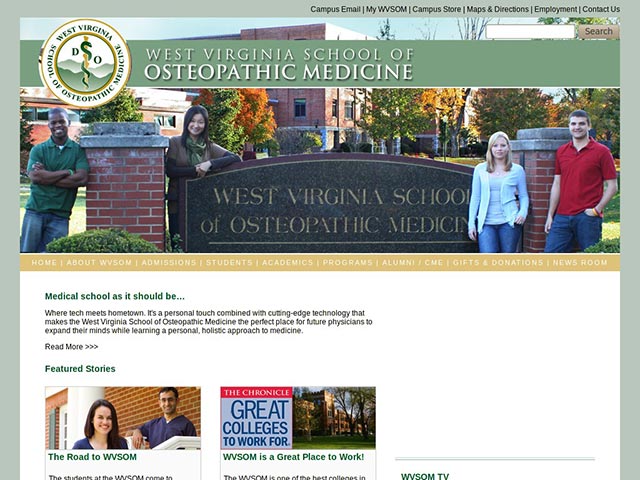 Campus Email | My WVSOM | Campus Store | Maps & Directions | Employment | Contact Us
Search
WEST VIRGINIA
SCHOOL OF OSTEOPATHIC MEDICINE
D O
WEST VIRGINIA SCHOOL OF
OSTEOPATHIC MEDICINE
WEST VIRGINIA SCHOOL
of OSTEOPATHIC MEDICINE
HOME | ABOUT WVSOM | ADMISSIONS | STUDENTS | ACADEMICS | PROGRAMS | ALUMNI / CME | GIFTS & DONATIONS | NEWS ROOM
Medical school as it should be…
Where tech meets hometown. It's a personal touch combined with cutting-edge technology that
makes the West Virginia School of Osteopathic Medicine the perfect place for future physicians to
expand their minds while learning a personal, holistic approach to medicine.
Read More >>>
Featured Stories
THE CHRONICLE
GREAT
COLLEGES
TO WORK FOR.
The Road to WVSOM
WVSOM is a Great Place to Work!
The students at the WVSOM come to
The WVSOM is one of the best colleges in
WVSOM TV